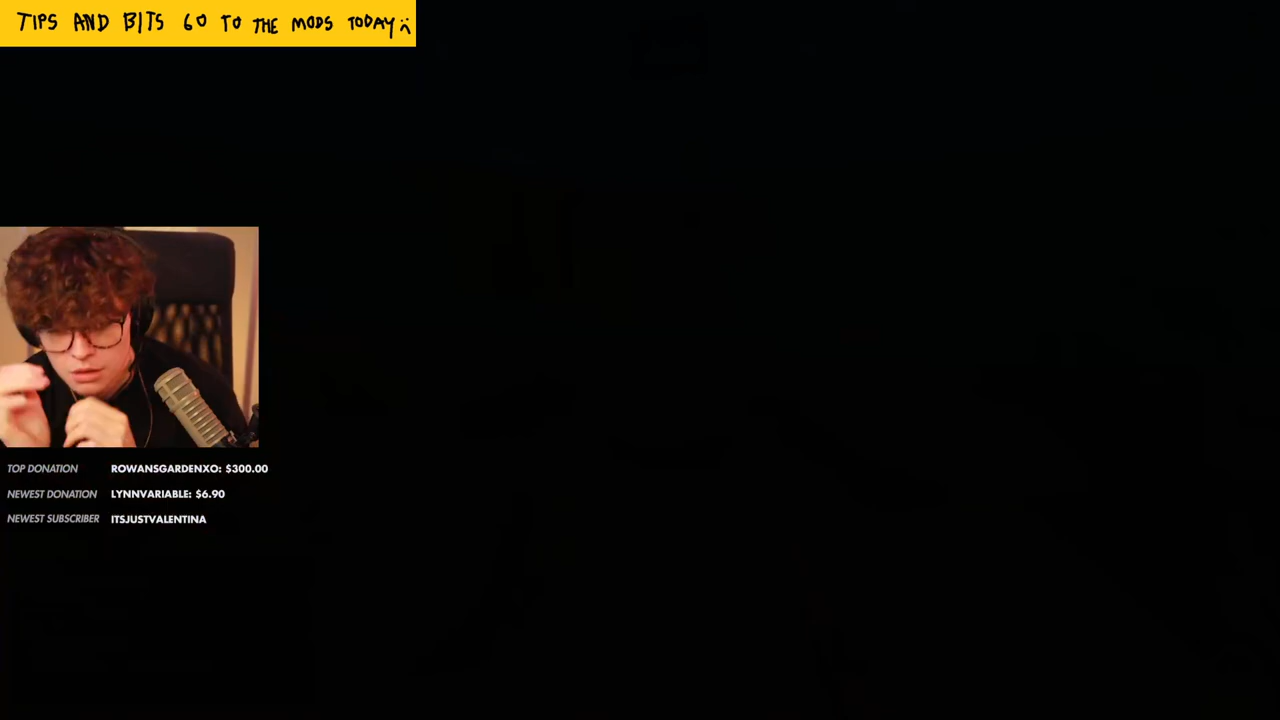 TIPS AND BITS GO TO THE MODS TODAY :(
TOP DONATION ROWANSGARDENXO: $300.00
NEWEST DONATION LYNNVARIABLE: $6.90
NEWEST SUBSCRIBER ITSJUSTVALENTINA